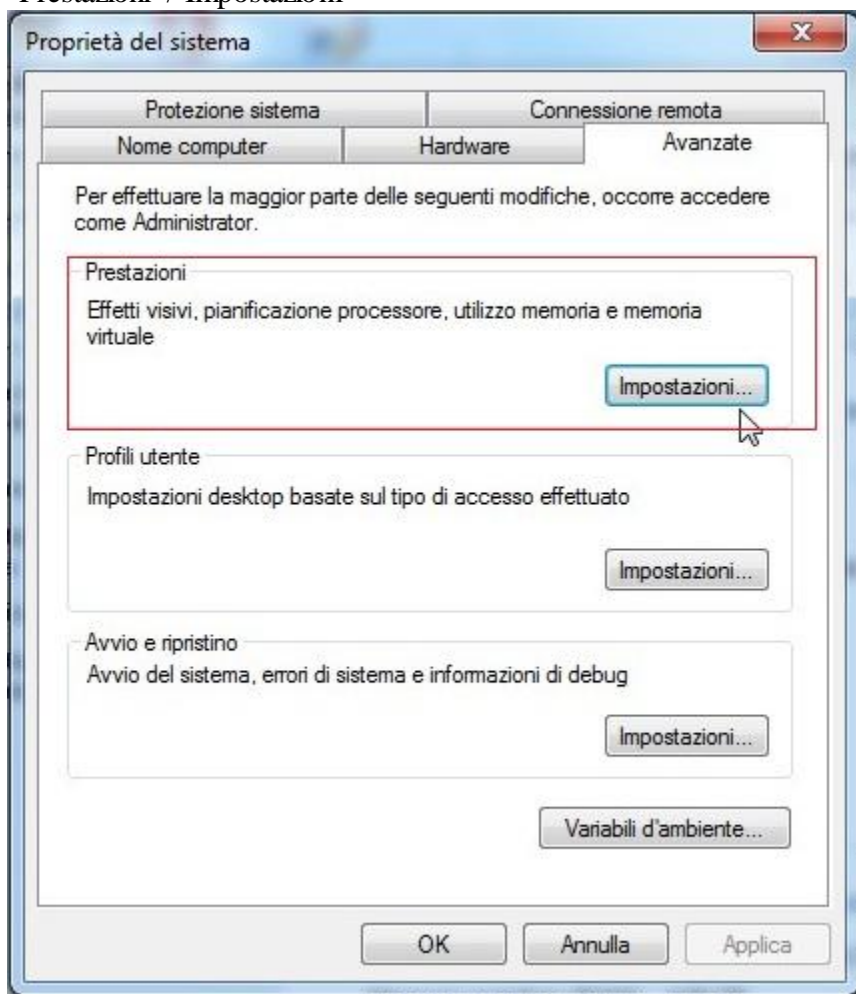 Prestazioni / Impostazioni
Proprietà del sistema
Protezione sistema
Connessione remota
Nome computer
Hardware
Avanzate
Per effettuare la maggior parte delle seguenti modifiche, occorre accedere
come Administrator.
Prestazioni
Effetti visivi, pianificazione processore, utilizzo memoria e memoria
virtuale
Impostazioni...
Profili utente
Impostazioni desktop basate sul tipo di accesso effettuato
Impostazioni...
Avvio e ripristino
Avvio del sistema, errori di sistema e informazioni di debug
Impostazioni...
Variabili d'ambiente...
OK
Annulla
Applica